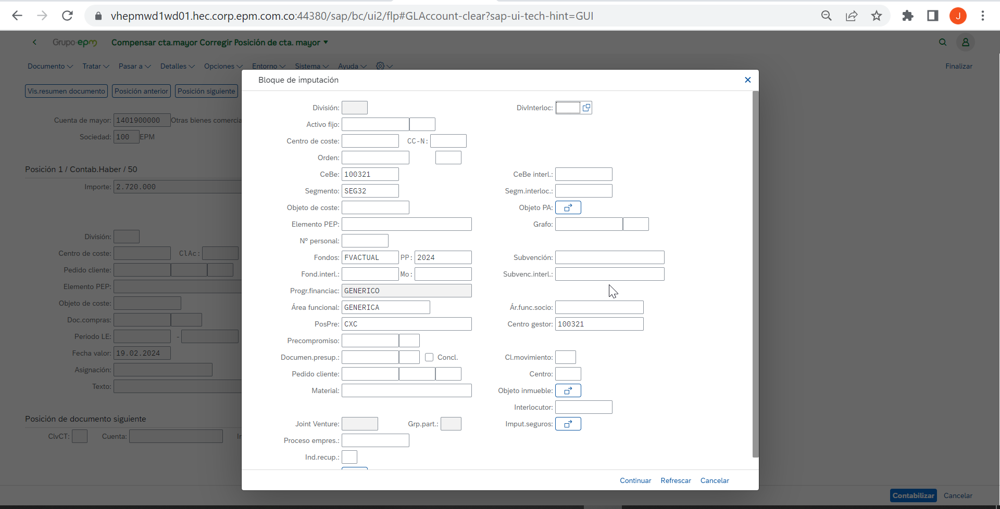 vhepmwd1wd01.hec.corp.epm.com.co:44380/sap/bc/ui2/flp#GLAccount-clear?sap-ui-tech-hint=GUI
J
Grupo·epm Compensar cta.mayor Corregir Posición de cta. mayor
Documento Tratar Pasar a Detalles Opciones Entorno Sistema Ayuda Finalizar
Vis.resumen documento Posición anterior Posición siguiente
Cuenta de mayor: 1401900000 Otras bienes comercia
Sociedad: 100 EPM
Posición 1 / Contab.Haber / 50
Importe: 2.720.000
División:
Centro de coste: ClAc:
Pedido cliente:
Elemento PEP:
Objeto de coste:
Doc.compras:
Periodo LE: -
Fecha valor: 19.02.2024
Asignación:
Texto:
Posición de documento siguiente
ClvCT: Cuenta:
Bloque de imputación
División: DivInterloc:
Activo fijo:
Centro de coste: CC-N:
Orden:
CeBe: 100321 CeBe interl.:
Segmento: SEG32 Segm.interloc.:
Objeto de coste: Objeto PA:
Elemento PEP: Grafo:
Nº personal:
Fondos: FVACTUAL PP: 2024 Subvención:
Fond.interl.: Mo: Subvenc.interl.:
Progr.financiac: GENERICO
Área funcional: GENERICA Ár.func.socio:
PosPre: CXC Centro gestor: 100321
Precompromiso:
Documen.presup.: Concl. Cl.movimiento:
Pedido cliente: Centro:
Material: Objeto inmueble:
Interlocutor:
Joint Venture: Grp.part.: Imput.seguros:
Proceso empres.:
Ind.recup.:
Continuar Refrescar Cancelar
Contabilizar Cancelar